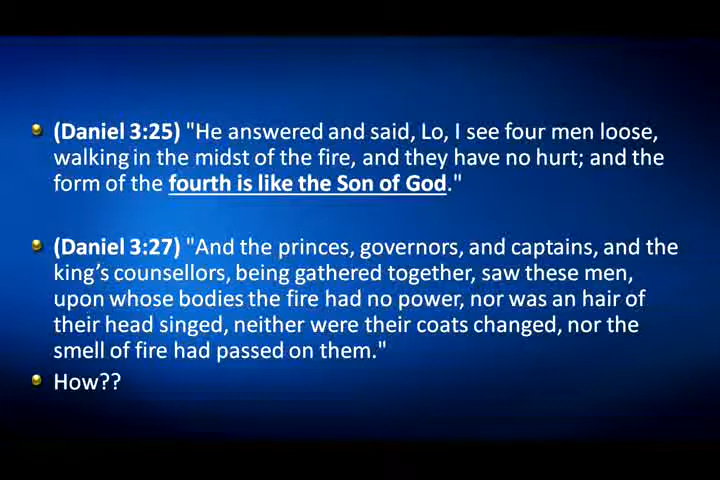 (Daniel 3:25) "He answered and said, Lo, I see four men loose,
walking in the midst of the fire, and they have no hurt; and the
form of the fourth is like the Son of God."
(Daniel 3:27) "And the princes, governors, and captains, and the
king's counsellors, being gathered together, saw these men,
upon whose bodies the fire had no power, nor was an hair of
their head singed, neither were their coats changed, nor the
smell of fire had passed on them."
How??